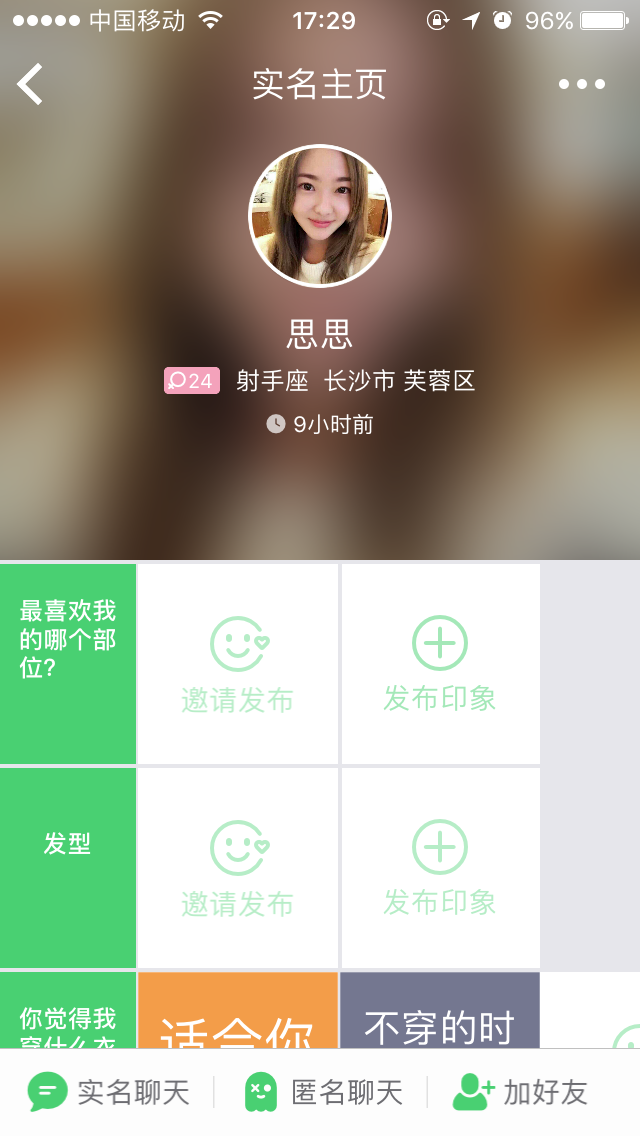 中国移动 17:29 96%
实名主页
思思
24 射手座 长沙市 芙蓉区
9小时前
最喜欢我
的哪个部
位?
邀请发布
发布印象
发型
邀请发布
发布印象
你觉得我
穿什么衣
适合你
不穿的时
实名聊天
匿名聊天
加好友